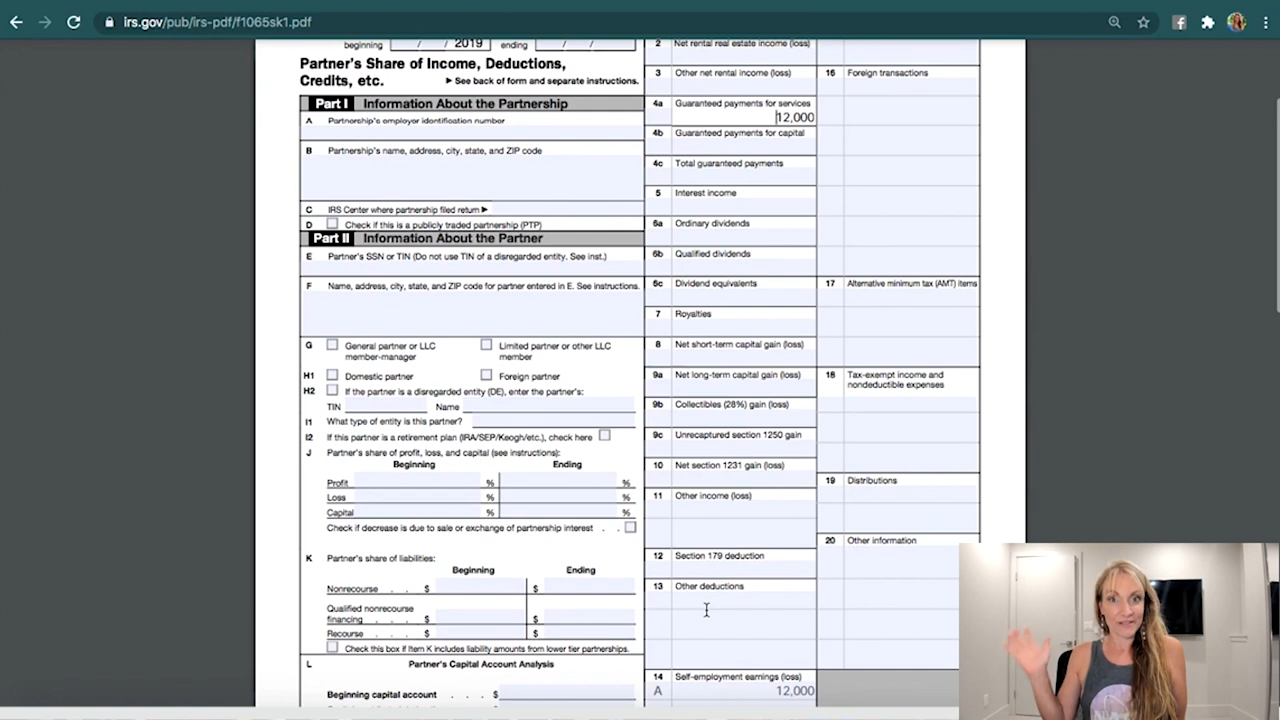 irs.gov/pub/irs-pdf/f1065sk1.pdf
beginning / / 2019 ending / /
Partner's Share of Income, Deductions,
Credits, etc.
► See back of form and separate instructions.
Part I Information About the Partnership
A Partnership's employer identification number
B Partnership's name, address, city, state, and ZIP code
C IRS Center where partnership filed return ►
D Check if this is a publicly traded partnership (PTP)
Part II Information About the Partner
E Partner's SSN or TIN (Do not use TIN of a disregarded entity. See inst.)
F Name, address, city, state, and ZIP code for partner entered in E. See instructions.
G General partner or LLC
member-manager
Limited partner or other LLC
member
H1 Domestic partner Foreign partner
H2 If the partner is a disregarded entity (DE), enter the partner's:
TIN Name
I1 What type of entity is this partner?
I2 If this partner is a retirement plan (IRA/SEP/Keogh/etc.), check here
J Partner's share of profit, loss, and capital (see instructions):
Beginning Ending
Profit % %
Loss % %
Capital % %
Check if decrease is due to sale or exchange of partnership interest . .
K Partner's share of liabilities:
Beginning Ending
Nonrecourse . . $ $
Qualified nonrecourse
financing . . . $ $
Recourse . . . $ $
Check this box if Item K includes liability amounts from lower tier partnerships.
L Partner's Capital Account Analysis
Beginning capital account . . . $
2 Net rental real estate income (loss)
3 Other net rental income (loss)
4a Guaranteed payments for services
12,000
4b Guaranteed payments for capital
4c Total guaranteed payments
5 Interest income
6a Ordinary dividends
6b Qualified dividends
6c Dividend equivalents
7 Royalties
8 Net short-term capital gain (loss)
9a Net long-term capital gain (loss)
9b Collectibles (28%) gain (loss)
9c Unrecaptured section 1250 gain
10 Net section 1231 gain (loss)
11 Other income (loss)
12 Section 179 deduction
13 Other deductions
14 Self-employment earnings (loss)
A 12,000
16 Foreign transactions
17 Alternative minimum tax (AMT) items
18 Tax-exempt income and
nondeductible expenses
19 Distributions
20 Other information